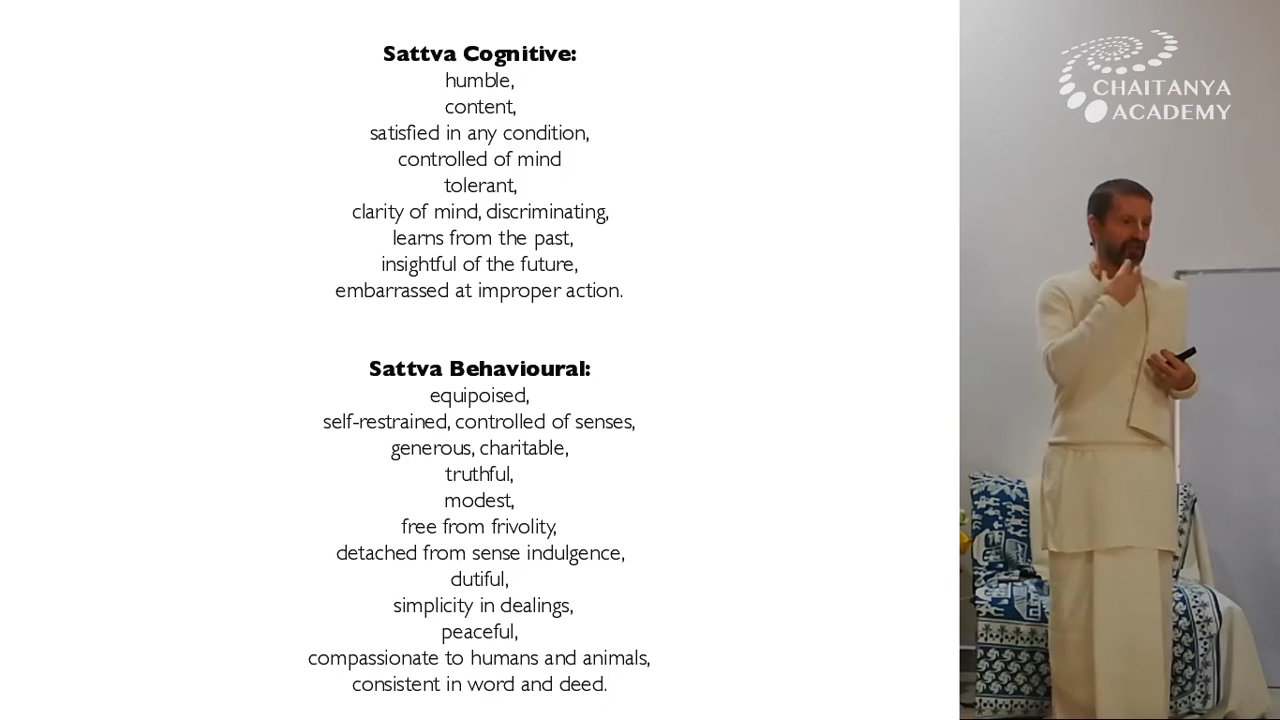 Sattva Cognitive:
humble,
content,
satisfied in any condition,
controlled of mind
tolerant,
clarity of mind, discriminating,
learns from the past,
insightful of the future,
embarrassed at improper action.
Sattva Behavioural:
equipoised,
self-restrained, controlled of senses,
generous, charitable,
truthful,
modest,
free from frivolity,
detached from sense indulgence,
dutiful,
simplicity in dealings,
peaceful,
compassionate to humans and animals,
consistent in word and deed.
CHAITANYA
ACADEMY